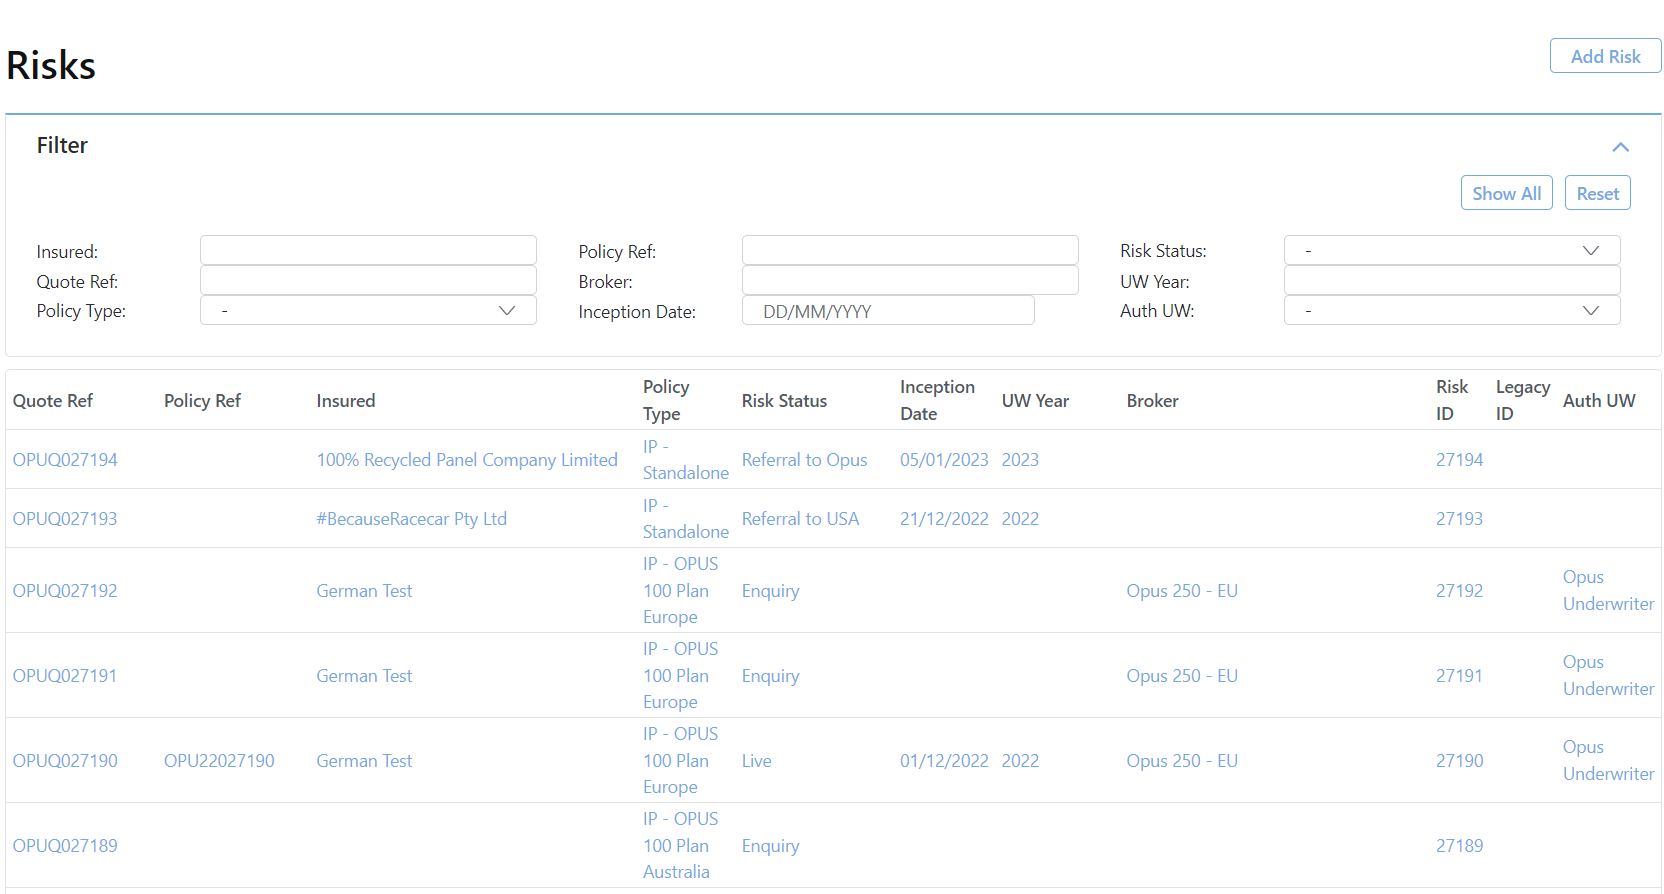 Risks
Add Risk
Filter
Show All Reset
Insured: Policy Ref: Risk Status: -
Quote Ref: Broker: UW Year:
Policy Type: - Inception Date: DD/MM/YYYY Auth UW: -
Quote Ref Policy Ref Insured Policy Type Risk Status Inception Date UW Year Broker Risk ID Legacy ID Auth UW
OPUQ027194 100% Recycled Panel Company Limited IP - Standalone Referral to Opus 05/01/2023 2023 27194
OPUQ027193 #BecauseRacecar Pty Ltd IP - Standalone Referral to USA 21/12/2022 2022 27193
OPUQ027192 German Test IP - OPUS 100 Plan Europe Enquiry Opus 250 - EU 27192 Opus Underwriter
OPUQ027191 German Test IP - OPUS 100 Plan Europe Enquiry Opus 250 - EU 27191 Opus Underwriter
OPUQ027190 OPU22027190 German Test IP - OPUS 100 Plan Europe Live 01/12/2022 2022 Opus 250 - EU 27190 Opus Underwriter
OPUQ027189 IP - OPUS 100 Plan Australia Enquiry 27189